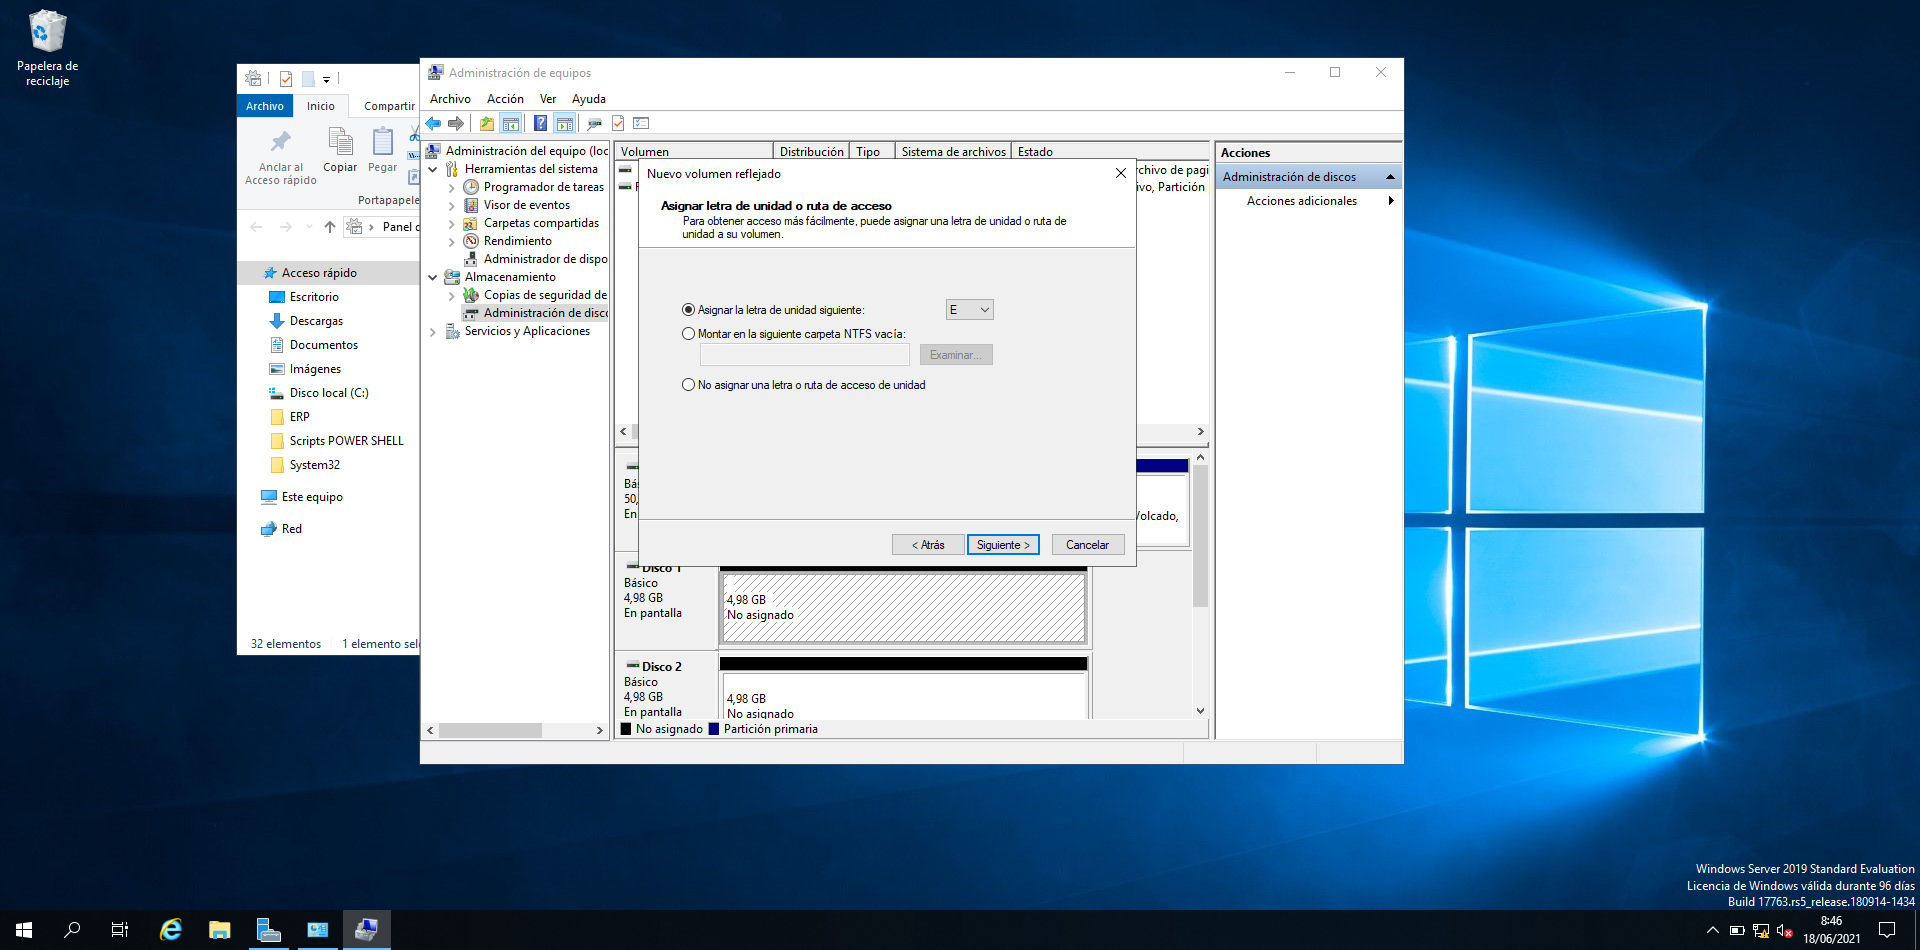 Papelera de
reciclaje
Archivo
Inicio
Compartir
Anclar al
Acceso rápido
Copiar
Pegar
Portapapele
Panel
Acceso rápido
Escritorio
Descargas
Documentos
Imágenes
Disco local (C:)
ERP
Scripts POWER SHELL
System32
Este equipo
Red
32 elementos
1 elemento sel
Administración de equipos
Archivo Acción Ver Ayuda
Administración del equipo (loc
Herramientas del sistema
Programador de tareas
Visor de eventos
Carpetas compartidas
Rendimiento
Administrador de dispo
Almacenamiento
Copias de seguridad de
Administración de disco
Servicios y Aplicaciones
Volumen Distribución Tipo Sistema de archivos Estado
rchivo de pagi
ivo, Partición
Nuevo volumen reflejado
Asignar letra de unidad o ruta de acceso
Para obtener acceso más fácilmente, puede asignar una letra de unidad o ruta de
unidad a su volumen.
Asignar la letra de unidad siguiente:
E
Montar en la siguiente carpeta NTFS vacía:
Examinar...
No asignar una letra o ruta de acceso de unidad
< Atrás
Siguiente >
Cancelar
Bá
50,
En
Volcado,
Disco 1
Básico
4,98 GB
En pantalla
4,98 GB
No asignado
Disco 2
Básico
4,98 GB
En pantalla
4,98 GB
No asignado
No asignado
Partición primaria
Acciones
Administración de discos
Acciones adicionales
Windows Server 2019 Standard Evaluation
Licencia de Windows válida durante 96 días
Build 17763.rs5_release.180914-1434
8:46
18/06/2021